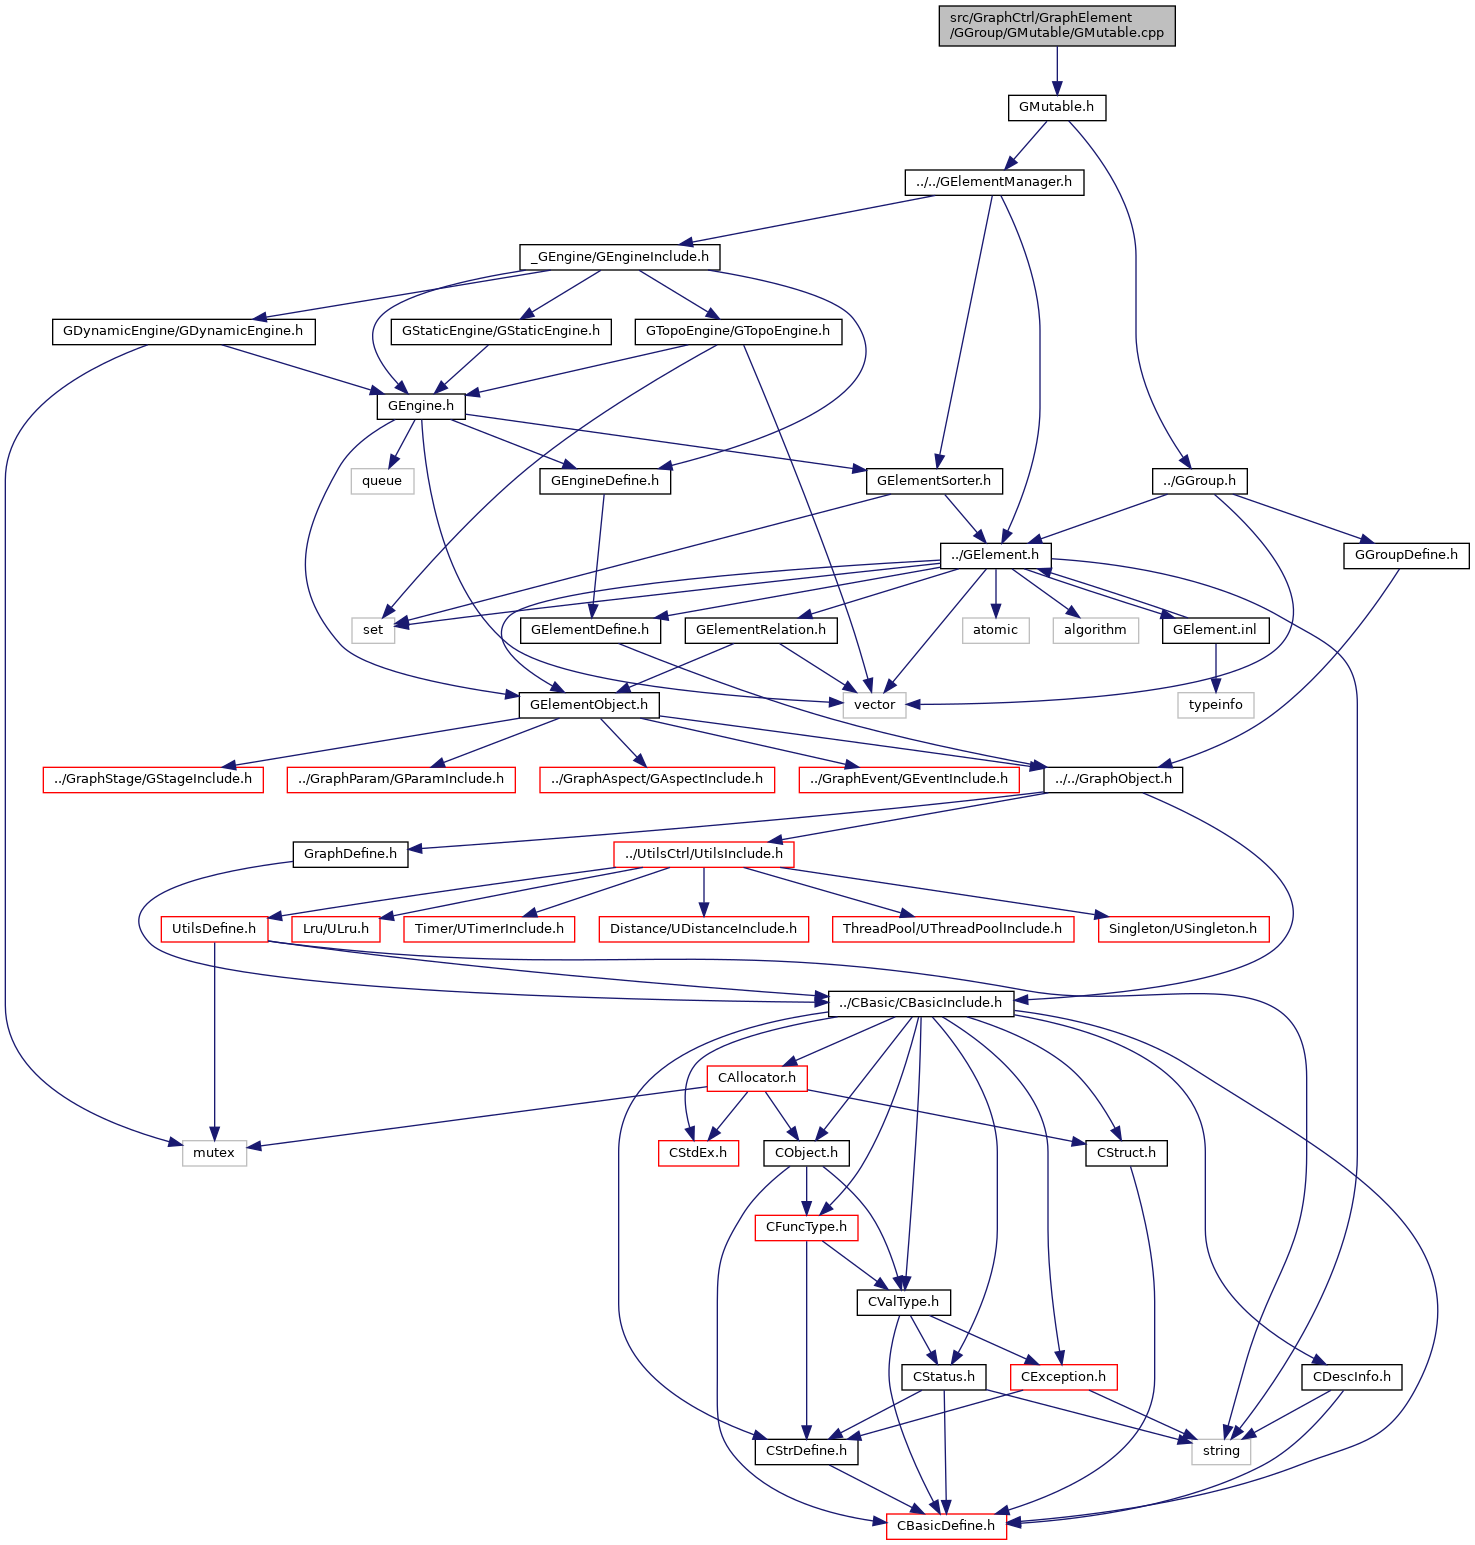 src/GraphCtrl/GraphElement
/GGroup/GMutable/GMutable.cpp
GMutable.h
../../GElementManager.h
_GEngine/GEngineInclude.h
GDynamicEngine/GDynamicEngine.h
GStaticEngine/GStaticEngine.h
GTopoEngine/GTopoEngine.h
GEngine.h
queue
GEngineDefine.h
GElementSorter.h
../GGroup.h
../GElement.h
GGroupDefine.h
set
GElementDefine.h
GElementRelation.h
atomic
algorithm
GElement.inl
GElementObject.h
vector
typeinfo
../GraphStage/GStageInclude.h
../GraphParam/GParamInclude.h
../GraphAspect/GAspectInclude.h
../GraphEvent/GEventInclude.h
../../GraphObject.h
GraphDefine.h
../UtilsCtrl/UtilsInclude.h
UtilsDefine.h
Lru/ULru.h
Timer/UTimerInclude.h
Distance/UDistanceInclude.h
ThreadPool/UThreadPoolInclude.h
Singleton/USingleton.h
../CBasic/CBasicInclude.h
CAllocator.h
mutex
CStdEx.h
CObject.h
CStruct.h
CFuncType.h
CValType.h
CStatus.h
CException.h
CDescInfo.h
CStrDefine.h
string
CBasicDefine.h